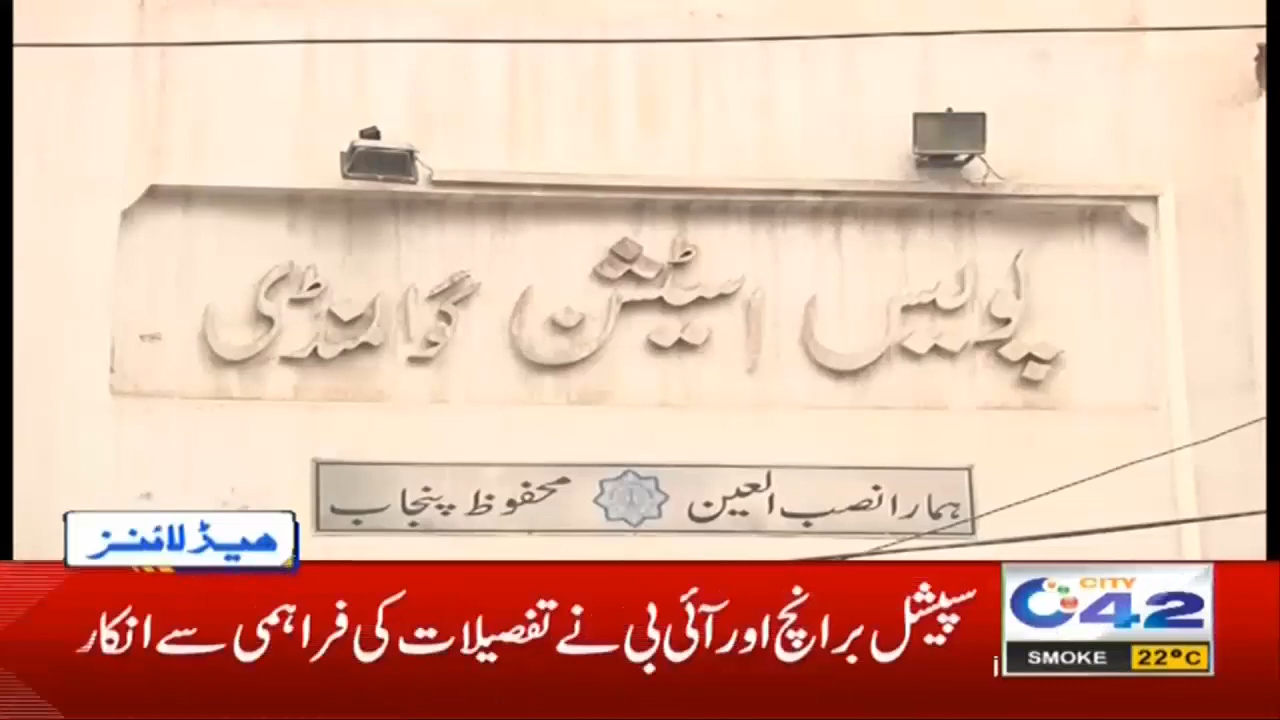 پولیس اسٹیشن گوالمنڈی
ہمارا نصب العین محفوظ پنجاب
ھیڈ لائنز
سپیشل برانچ اور آئی بی نے تفصیلات کی فراہمی سے انکار
CITY
42
SMOKE 22°C